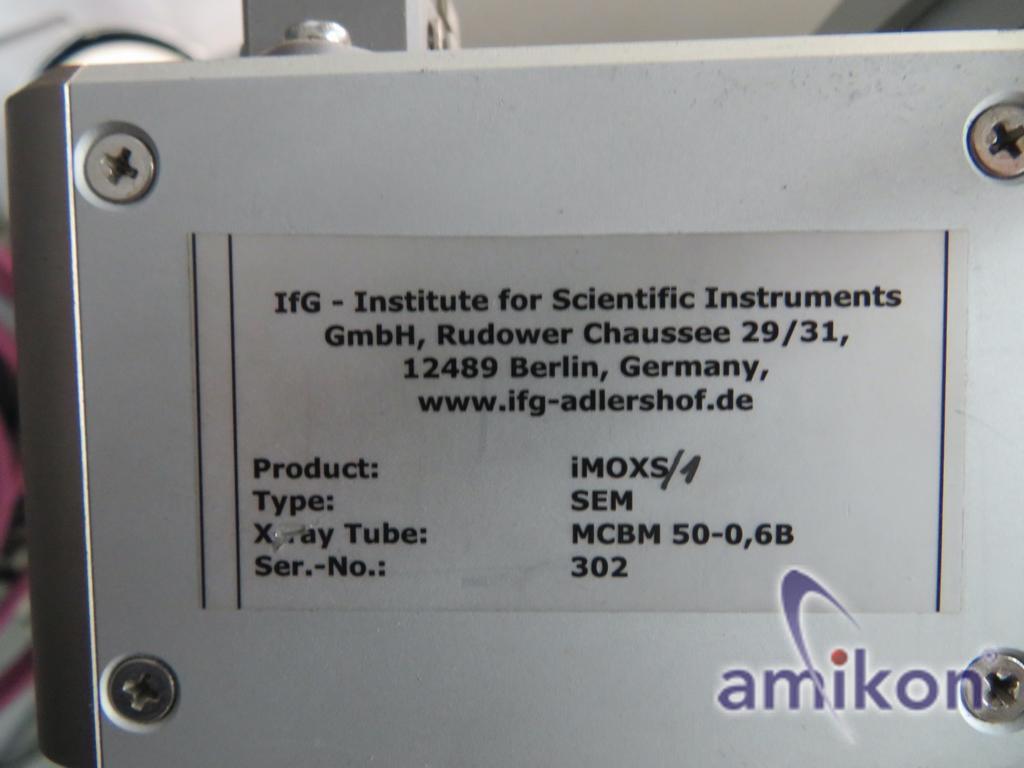 IfG - Institute for Scientific Instruments
GmbH, Rudower Chaussee 29/31,
12489 Berlin, Germany,
www.ifg-adlershof.de
Product: iMOXS/1
Type: SEM
X-ray Tube: MCBM 50-0,6B
Ser.-No.: 302
amikon